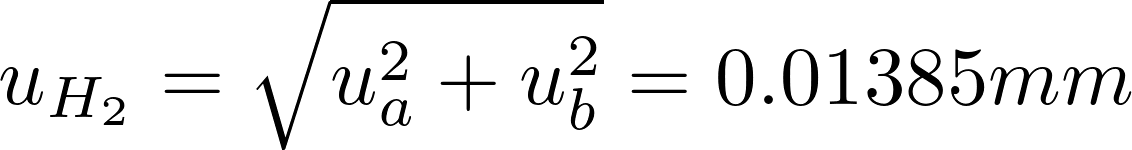 $u_{H_2} = \sqrt{u_a^2 + u_b^2} = 0.01385mm$